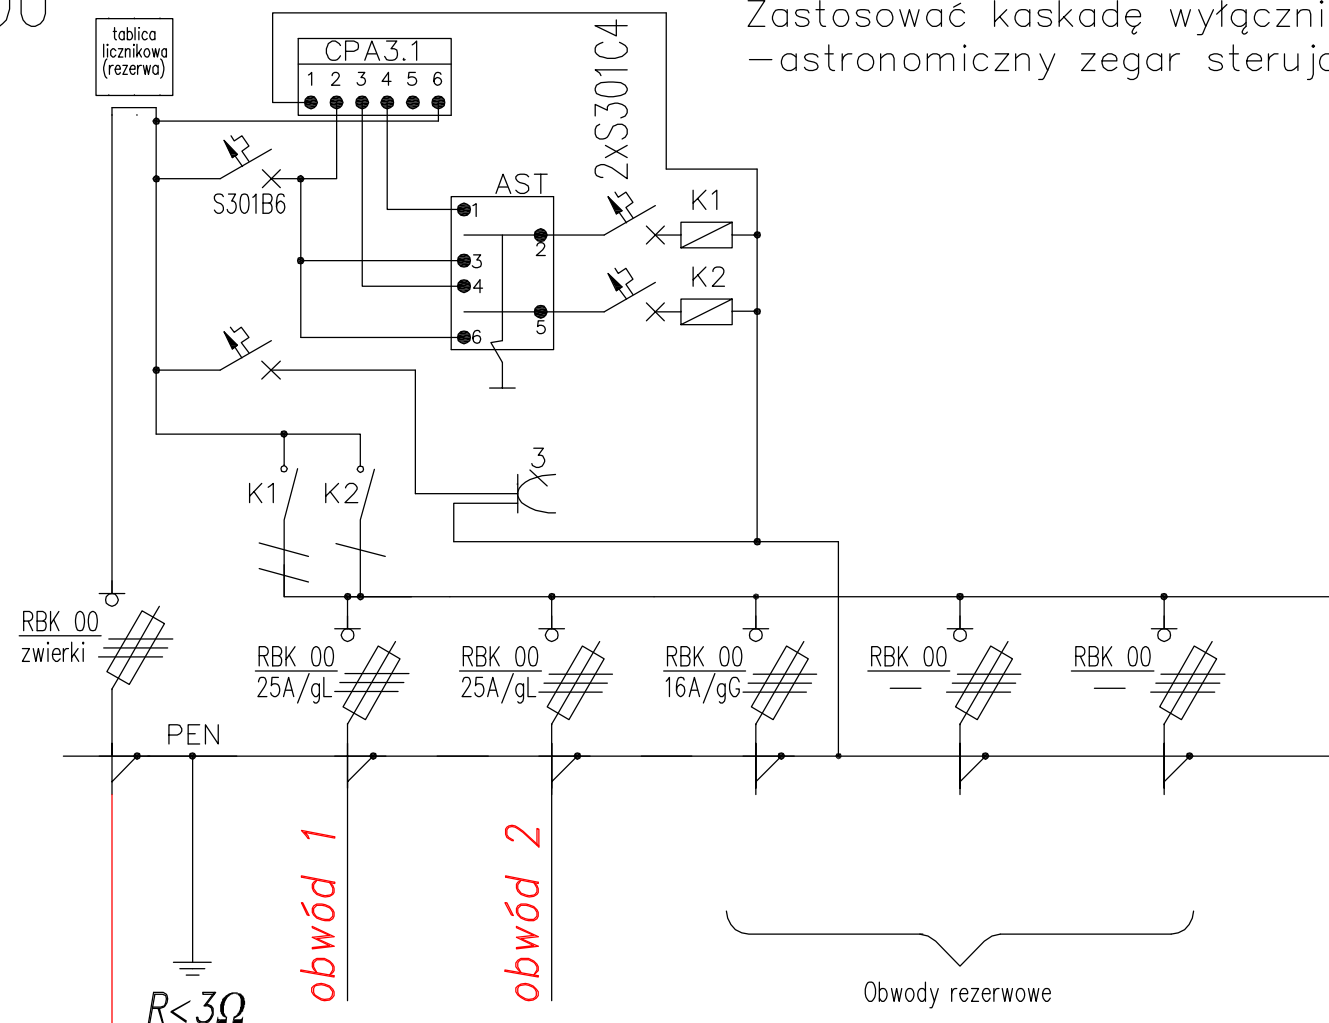 00
Zastosować kaskadę wyłączni
-astronomiczny zegar steruja
tablica
licznikowa
(rezerwa)
CPA3.1
1 2 3 4 5 6
2xS301C4
S301B6
AST
1
2
3
4
5
6
K1
K2
3
K1
K2
RBK 00
zwierki
RBK 00
25A/gL
RBK 00
25A/gL
RBK 00
16A/gG
RBK 00
—
RBK 00
—
PEN
obwód 1
obwód 2
R<3Ω
Obwody rezerwowe